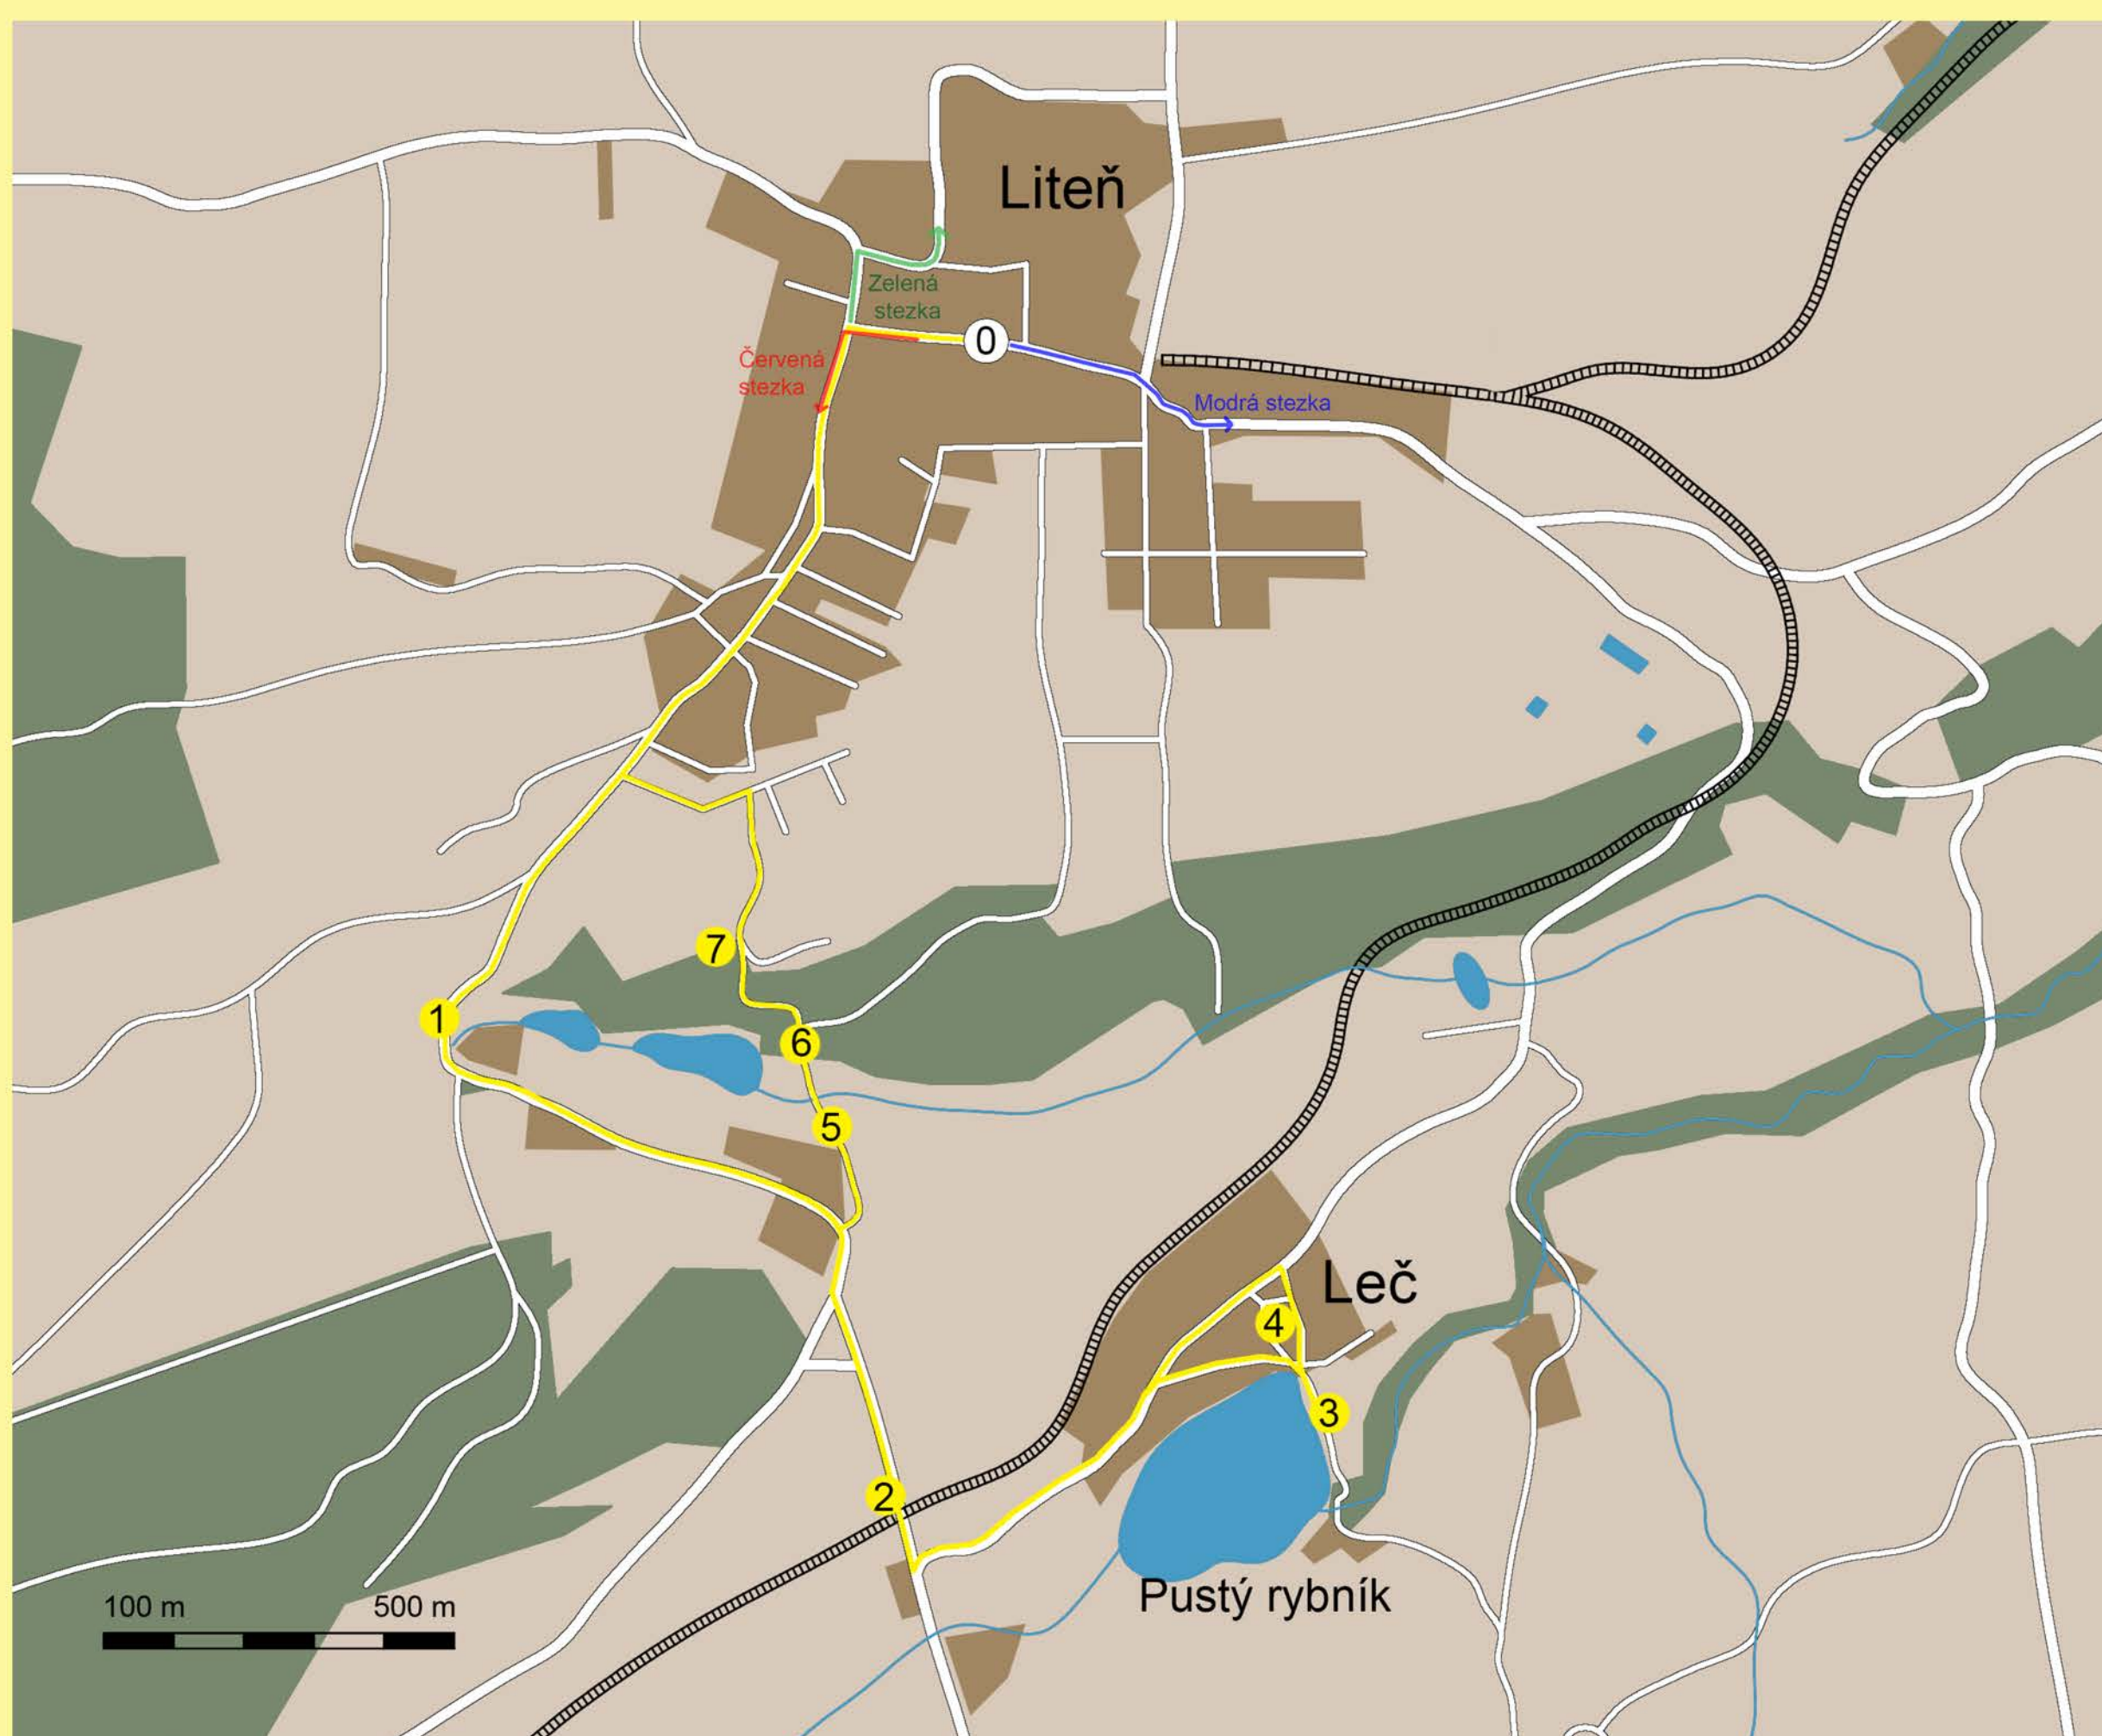 Liteň
Zelená
stezka
0
Červená
stezka
Modrá stezka
7
1
6
5
Leč
4
3
2
Pustý rybník
100 m
500 m